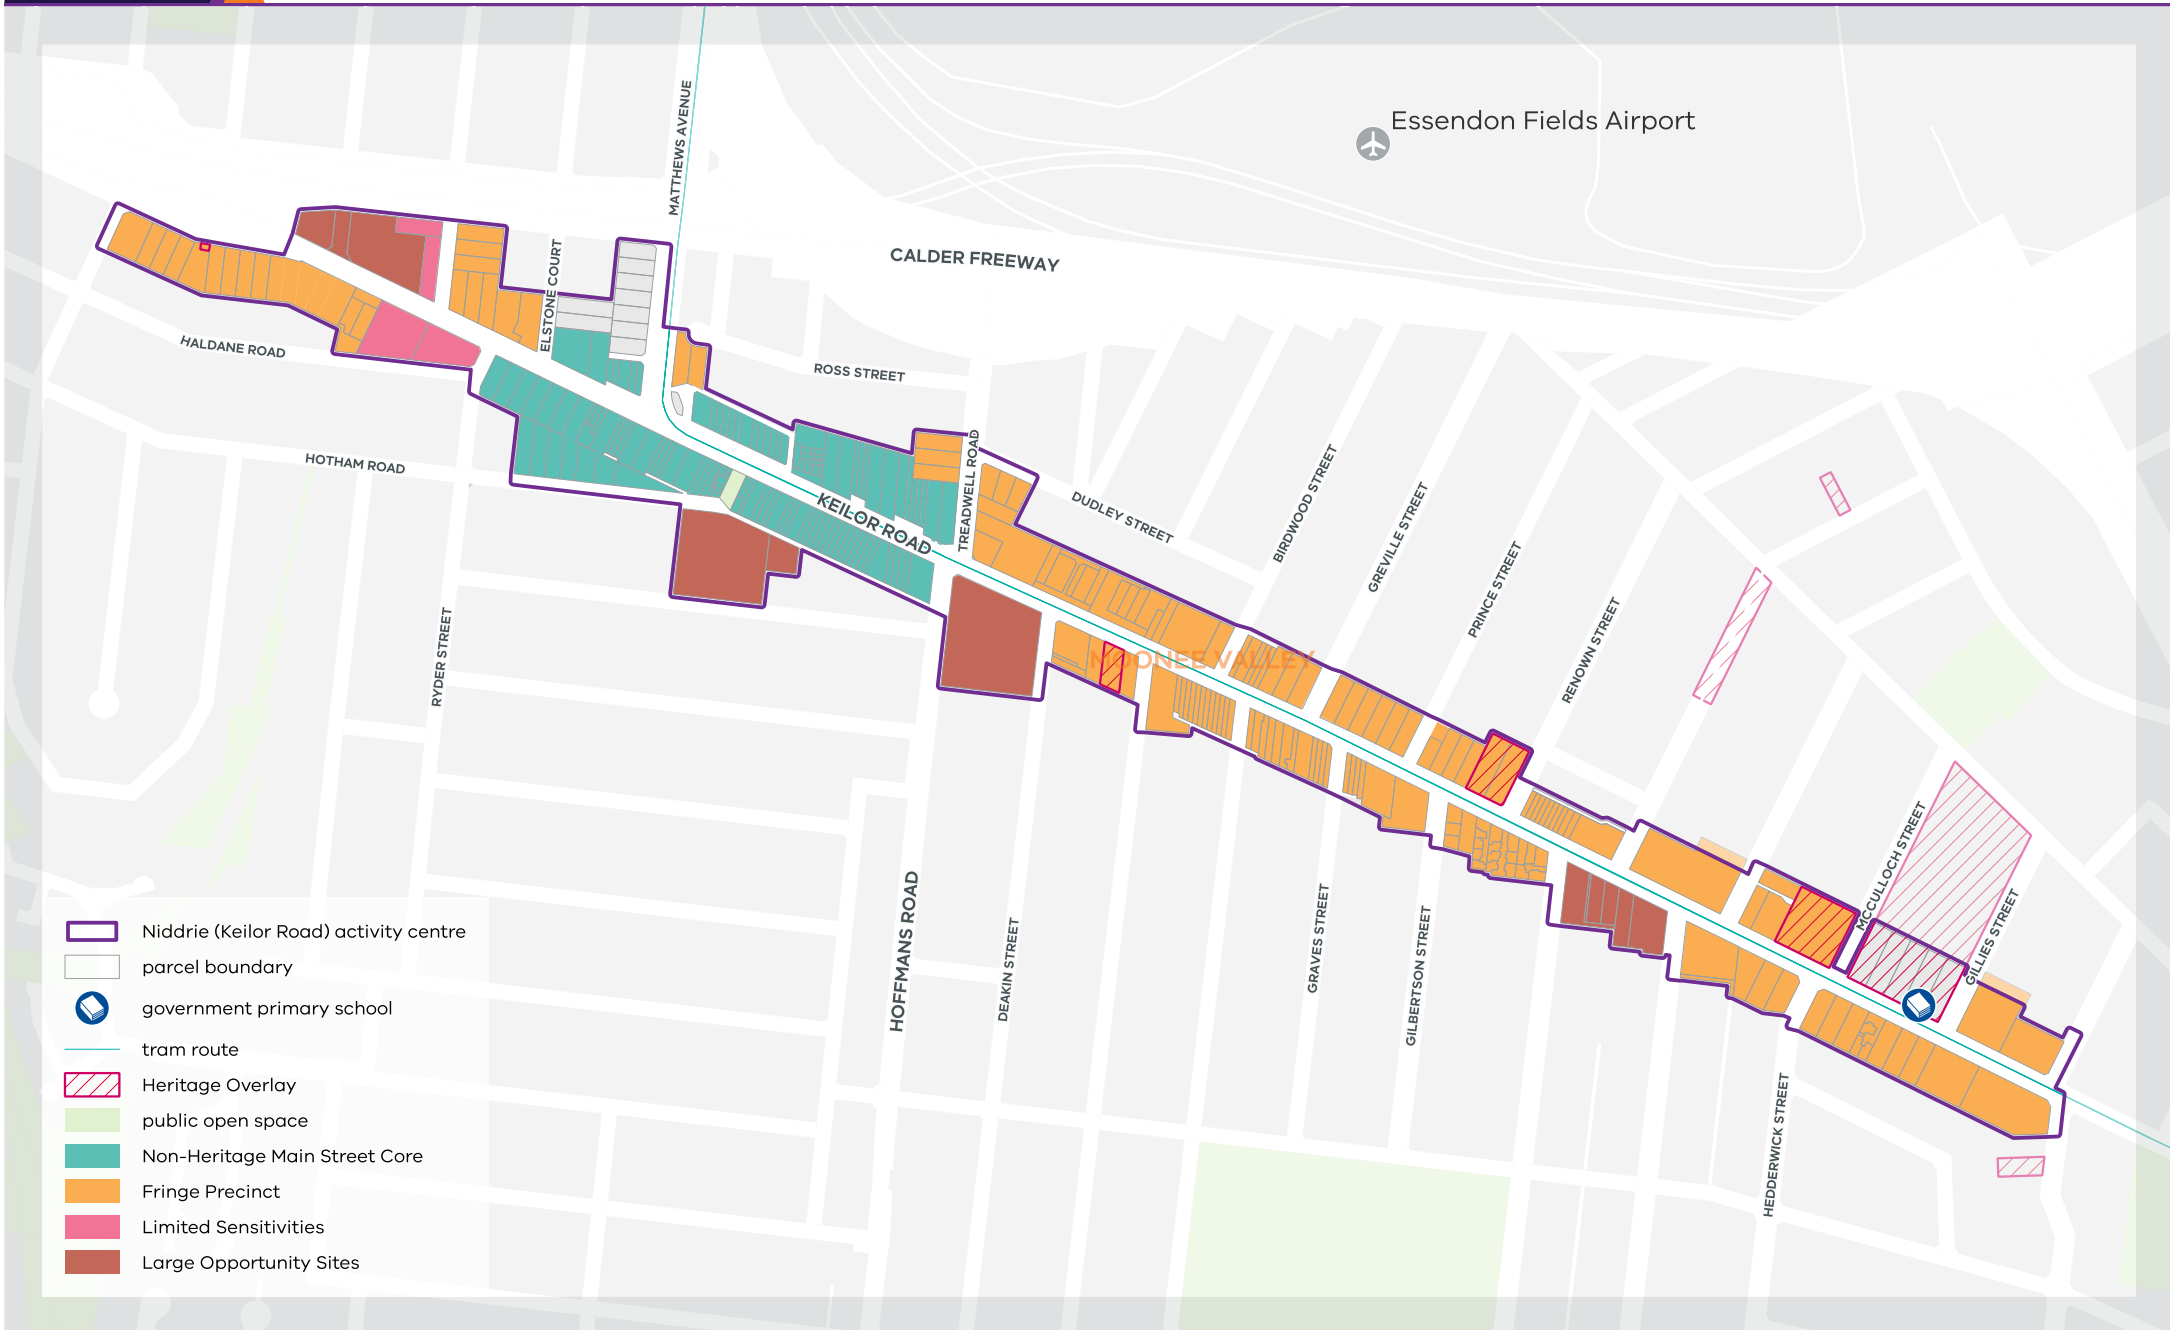 MATTHEWS AVENUE
Essendon Fields Airport
CALDER FREEWAY
ELSTONE COURT
HALDANE ROAD
ROSS STREET
HOTHAM ROAD
KEILOR ROAD
TREADWELL ROAD
DUDLEY STREET
BIRDWOOD STREET
GREVILLE STREET
PRINCE STREET
RENOWN STREET
MOONEE VALLEY
RYDER STREET
HOFFMANS ROAD
DEAKIN STREET
GRAVES STREET
GILBERTSON STREET
MCCULLOCH STREET
GILLIES STREET
HEDDERWICK STREET
Niddrie (Keilor Road) activity centre
parcel boundary
government primary school
tram route
Heritage Overlay
public open space
Non-Heritage Main Street Core
Fringe Precinct
Limited Sensitivities
Large Opportunity Sites